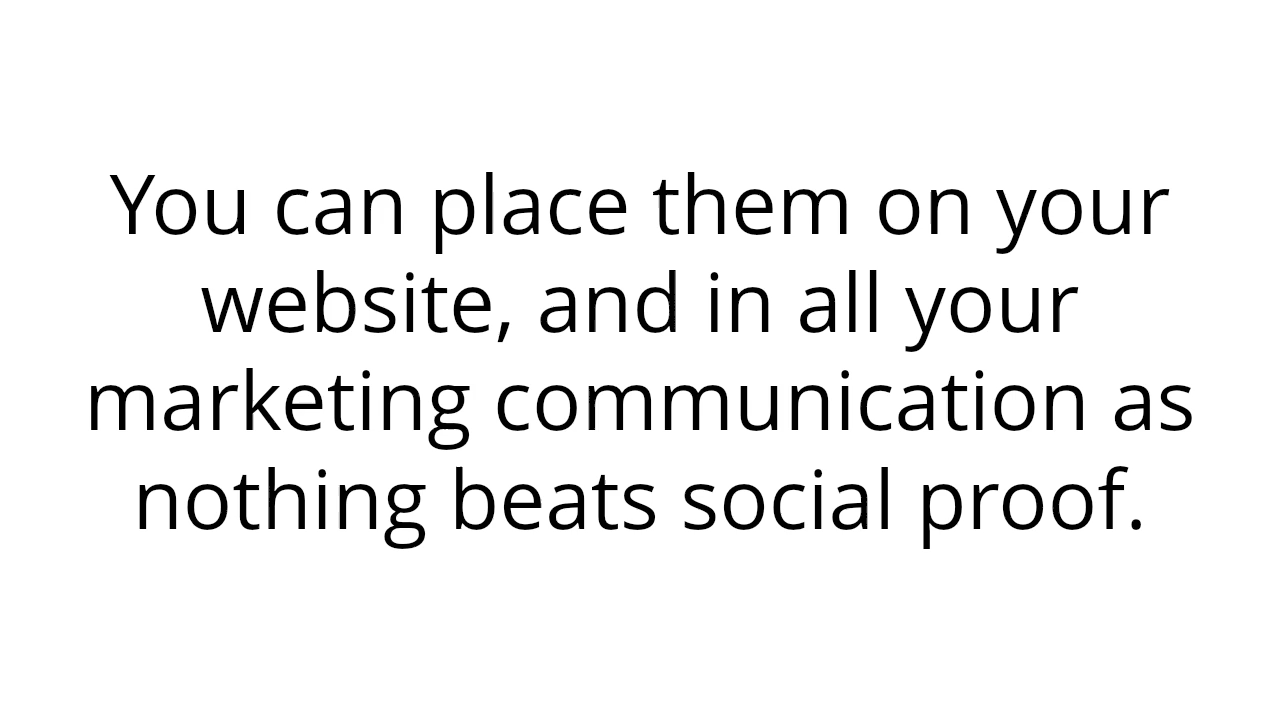 You can place them on your
website, and in all your
marketing communication as
nothing beats social proof.